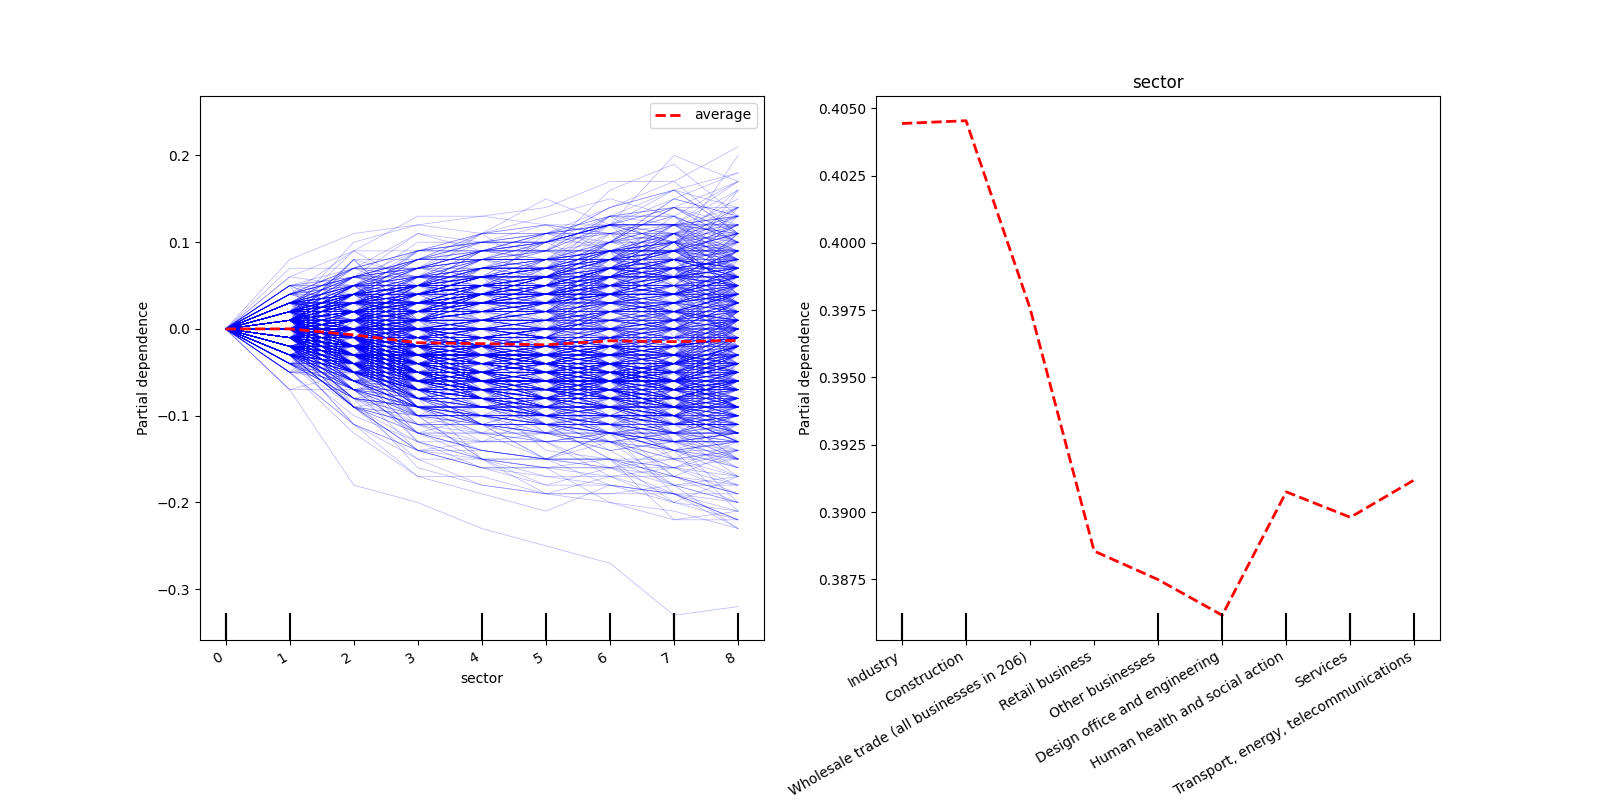 average
0.2
0.1
0.0
−0.1
−0.2
−0.3
Partial dependence
0
1
2
3
4
5
6
7
8
sector
sector
0.4050
0.4025
0.4000
0.3975
0.3950
0.3925
0.3900
0.3875
Partial dependence
Industry
Construction
Wholesale trade (all businesses in 206)
Retail business
Other businesses
Design office and engineering
Human health and social action
Services
Transport, energy, telecommunications